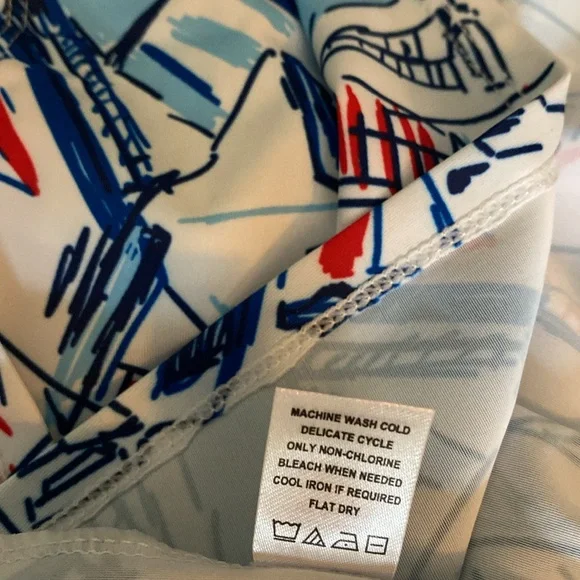 MACHINE WASH COLD
DELICATE CYCLE
ONLY NON-CHLORINE
BLEACH WHEN NEEDED
COOL IRON IF REQUIRED
FLAT DRY